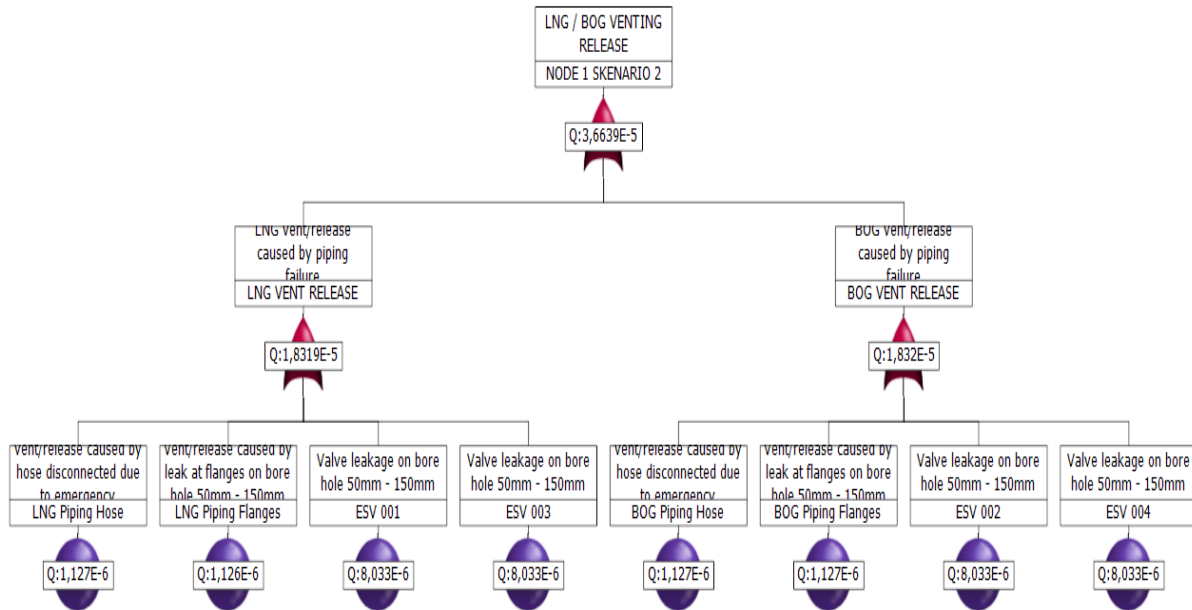 LNG / BOG VENTING
RELEASE
NODE 1 SKENARIO 2
Q:3,6639E-5
LNG vent/release
caused by piping
failure
LNG VENT RELEASE
Q:1,8319E-5
BOG vent/release
caused by piping
failure
BOG VENT RELEASE
Q:1,832E-5
Vent/release caused by
hose disconnected due
to emergency
LNG Piping Hose
Q:1,127E-6
Vent/release caused by
leak at flanges on bore
hole 50mm - 150mm
LNG Piping Flanges
Q:1,126E-6
Valve leakage on bore
hole 50mm - 150mm
ESV 001
Q:8,033E-6
Valve leakage on bore
hole 50mm - 150mm
ESV 003
Q:8,033E-6
Vent/release caused by
hose disconnected due
to emergency
BOG Piping Hose
Q:1,127E-6
Vent/release caused by
leak at flanges on bore
hole 50mm - 150mm
BOG Piping Flanges
Q:1,127E-6
Valve leakage on bore
hole 50mm - 150mm
ESV 002
Q:8,033E-6
Valve leakage on bore
hole 50mm - 150mm
ESV 004
Q:8,033E-6